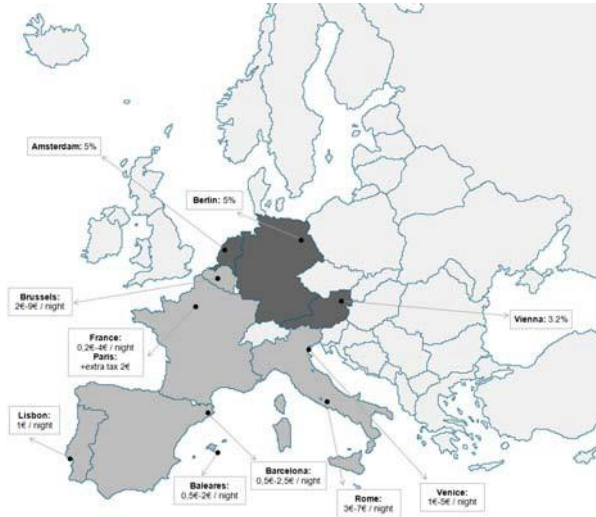 Amsterdam: 5%
Berlin: 5%
Brussels:
2€-9€ / night
Vienna: 3.2%
France:
0,2€-4€ / night
Paris:
+extra tax 2€
Lisbon:
1€ / night
Baleares:
0,5€-2€ / night
Barcelona:
0,5€-2,5€ / night
Rome:
3€-7€ / night
Venice:
1€-5€ / night